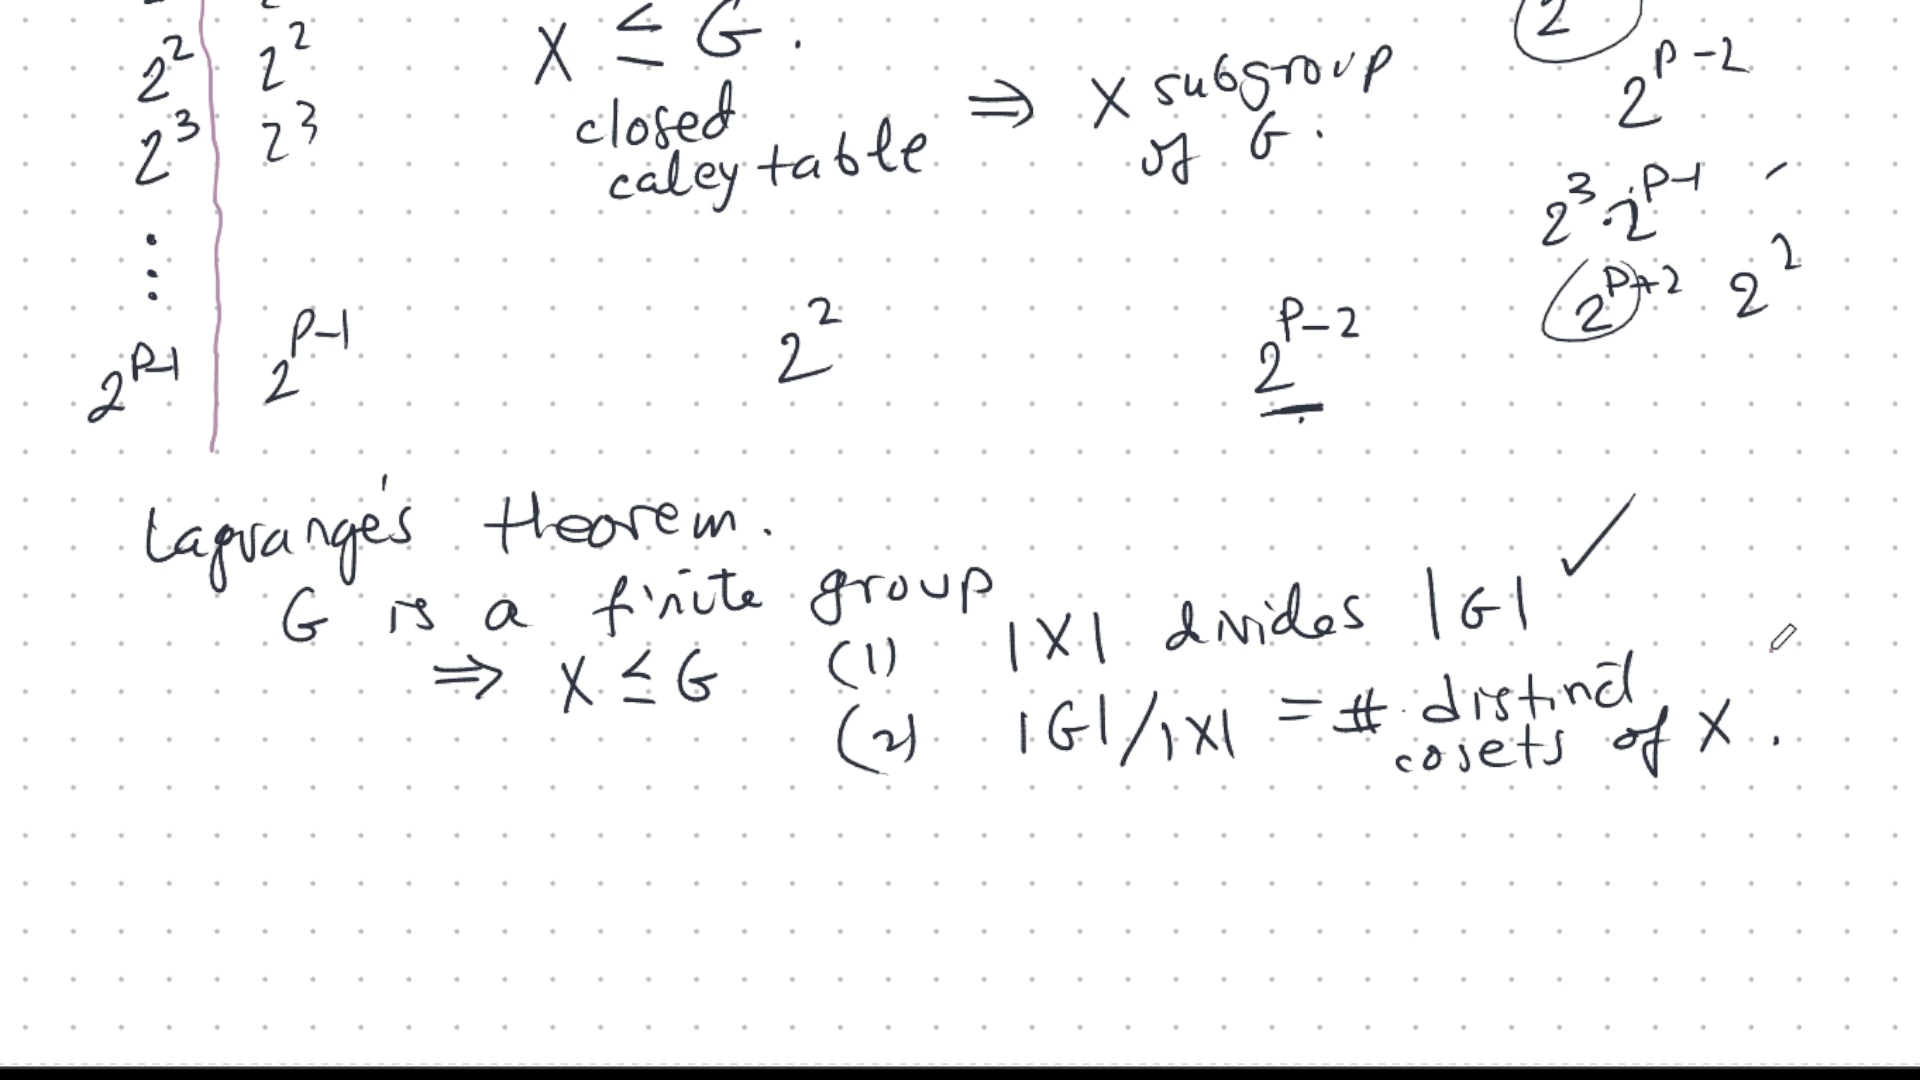 2² 2²
2³ 2³
⋮
2^{p-1} 2^{p-1} 2² 2^{p-2}
X ≤ G.
closed
caley table
⇒ X subgroup
of G.
2
2^{p-2}
2³ · 2^{p-1}
2^{p+2} 2²
Lagrange's theorem.
G is a finite group
⇒ X ≤ G (1) |X| divides |G| ✓
(2) |G|/|X| = # distinct
cosets of X.